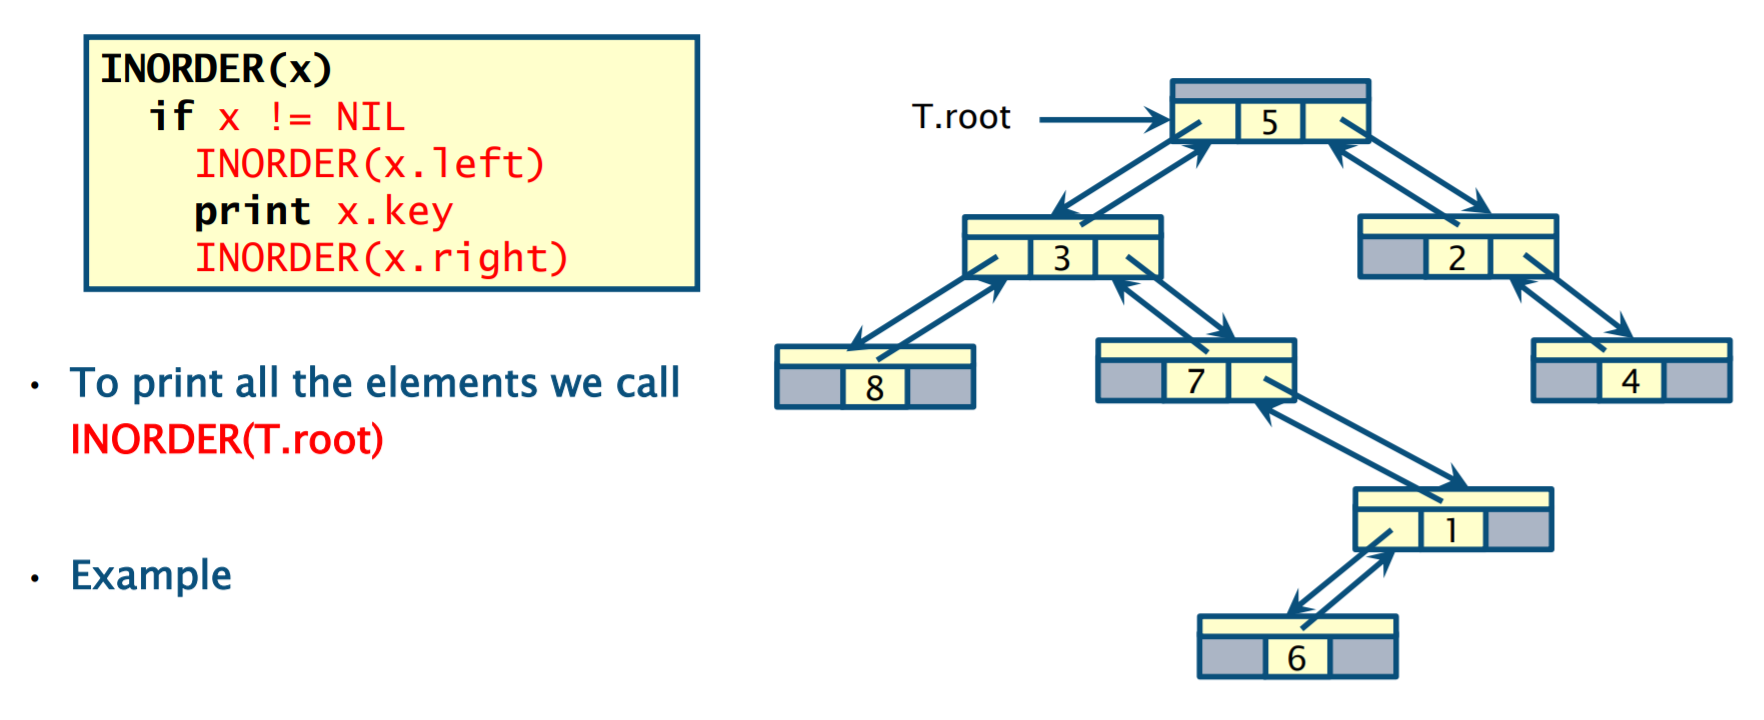 INORDER(x)
if x != NIL
INORDER(x.left)
print x.key
INORDER(x.right)
• To print all the elements we call
INORDER(T.root)
• Example
T.root
5
3
2
8
7
4
1
6